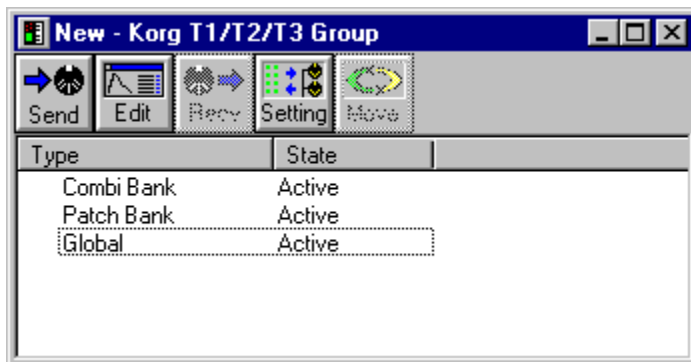 New - Korg T1/T2/T3 Group
Send Edit Recv Setting Move
Type State
Combi Bank Active
Patch Bank Active
Global Active